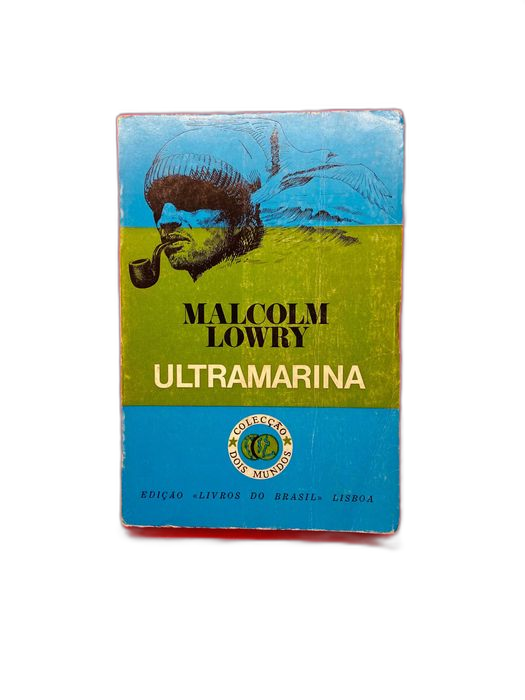 MALCOLM
LOWRY
ULTRAMARINA
COLECÇÃO
DOIS MUNDOS
EDIÇÃO «LIVROS DO BRASIL» LISBOA